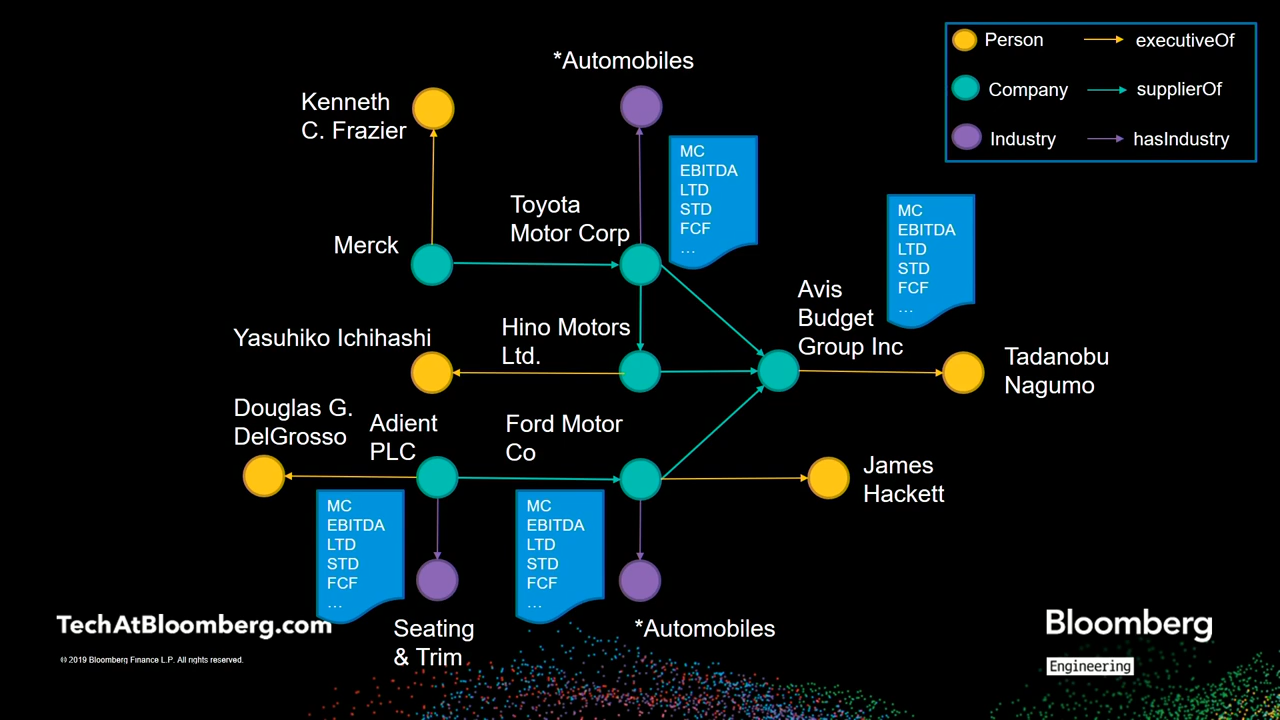 *Automobiles
Person
executiveOf
Company
supplierOf
Industry
hasIndustry
Kenneth
C. Frazier
MC
EBITDA
LTD
STD
FCF
...
Toyota
Motor Corp
Merck
MC
EBITDA
LTD
STD
FCF
...
Avis
Budget
Group Inc
Yasuhiko Ichihashi
Hino Motors
Ltd.
Tadanobu
Nagumo
Douglas G.
DelGrosso
Adient
PLC
Ford Motor
Co
James
Hackett
MC
EBITDA
LTD
STD
FCF
...
MC
EBITDA
LTD
STD
FCF
...
Seating
& Trim
*Automobiles
TechAtBloomberg.com
© 2019 Bloomberg Finance L.P. All rights reserved.
Bloomberg
Engineering